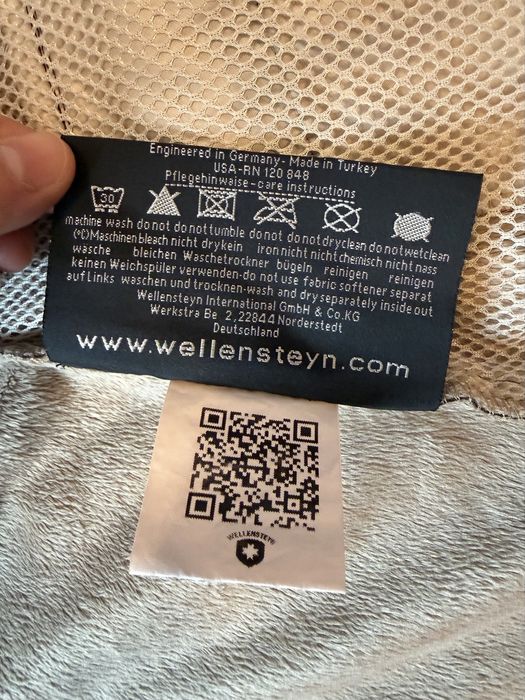 Engineered in Germany- Made in Turkey
USA-RN 120 848
Pflegehinwaise-care instructions
30
machine wash do not do not tumble do not do not dryclean do not wetclean
(°C) Maschinen bleach nicht dry kein iron nicht nicht chemisch nicht nass
wasche bleichen Waschetrockner bügeln reinigen reinigen
keinen Weichspüler verwenden-do not use fabric softener separat
auf Links waschen und trocknen-wash and dry separately inside out
Wellensteyn International GmbH & Co.KG
Werkstra Be 2,22844 Norderstedt
Deutschland
www.wellensteyn.com
WELLENSTEYN®